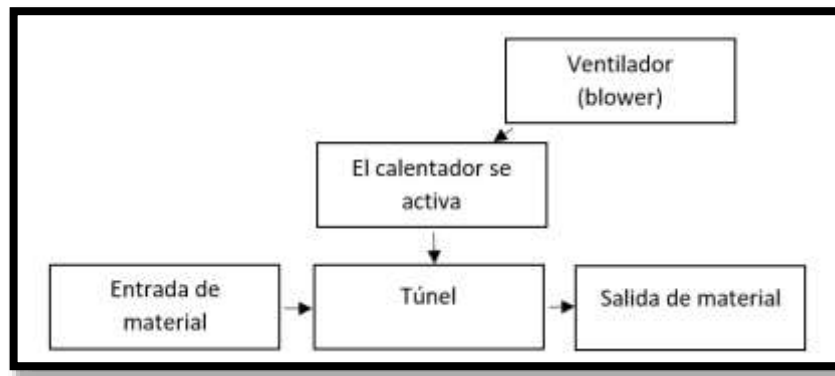 Ventilador
(blower)
El calentador se
activa
Entrada de
material
Túnel
Salida de material